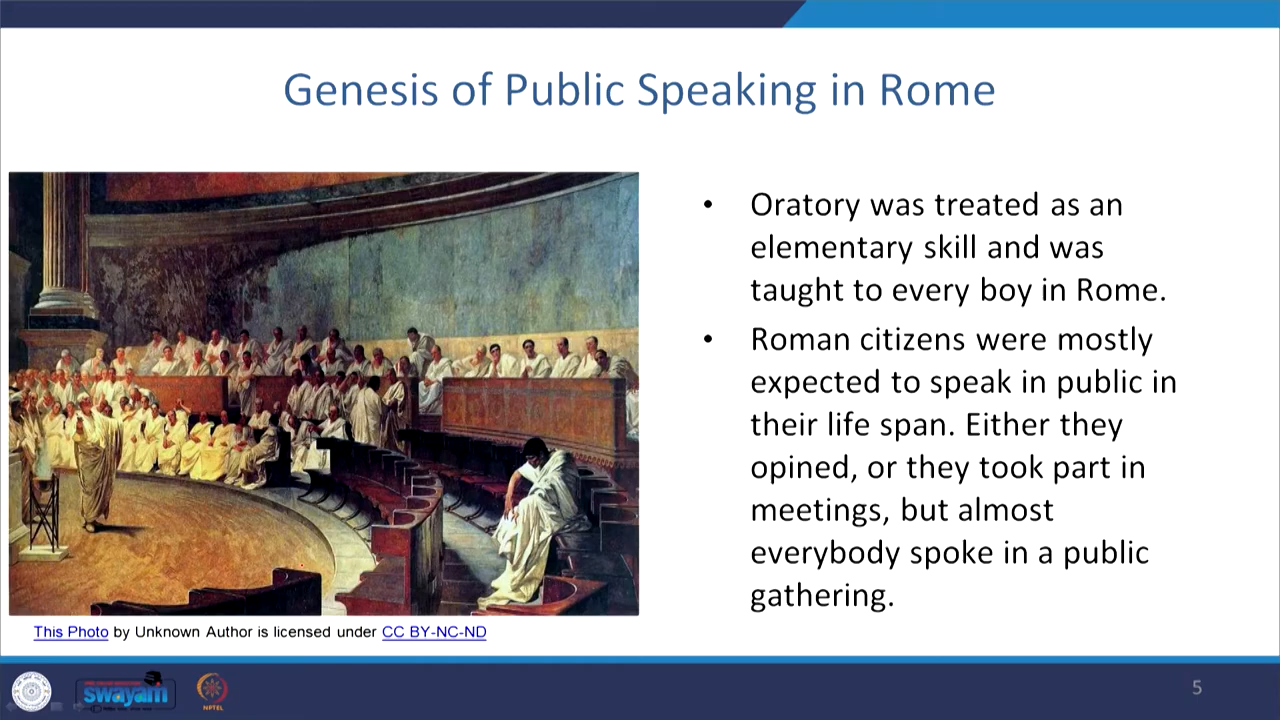 Genesis of Public Speaking in Rome
• Oratory was treated as an
elementary skill and was
taught to every boy in Rome.
• Roman citizens were mostly
expected to speak in public in
their life span. Either they
opined, or they took part in
meetings, but almost
everybody spoke in a public
gathering.
This Photo by Unknown Author is licensed under CC BY-NC-ND
swayam
NPTEL
5